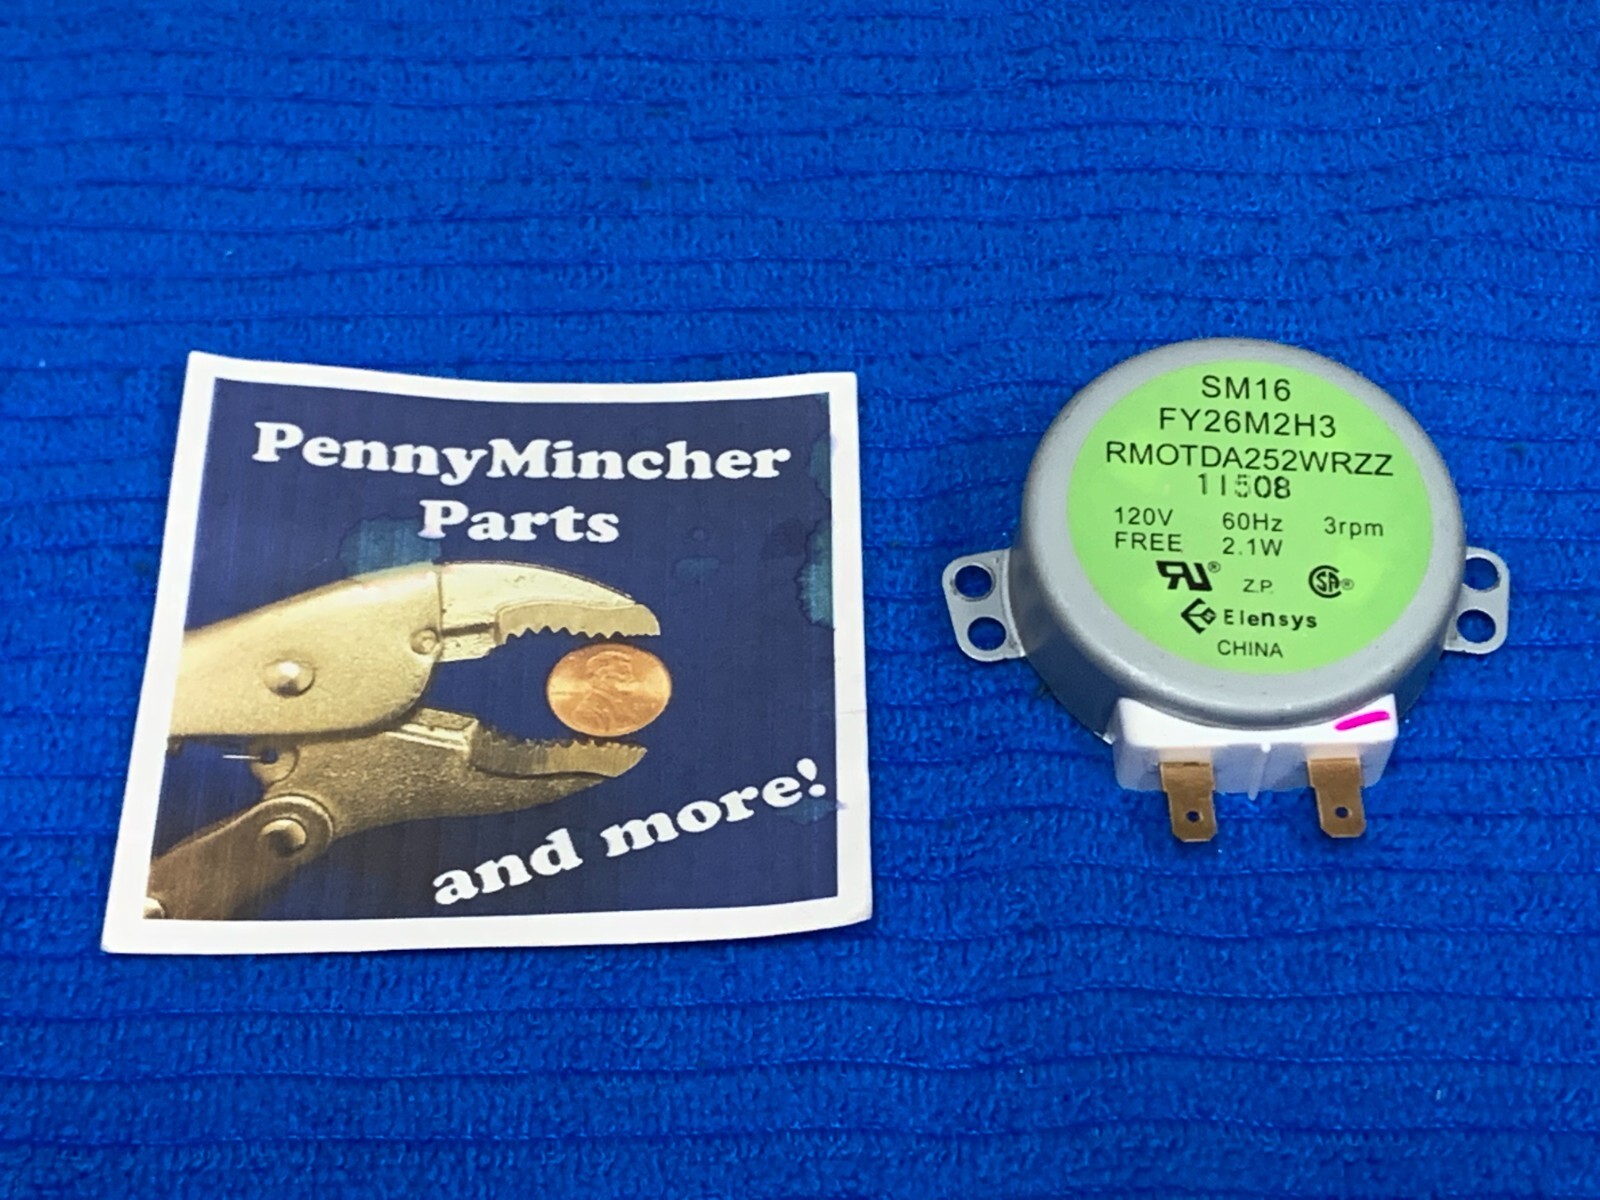 PennyMincher
Parts
and more!
SM16
FY26M2H3
RMOTDA252WRZZ
11508
120V 60Hz 3rpm
FREE 2.1W
Z.P.
Elensys
CHINA